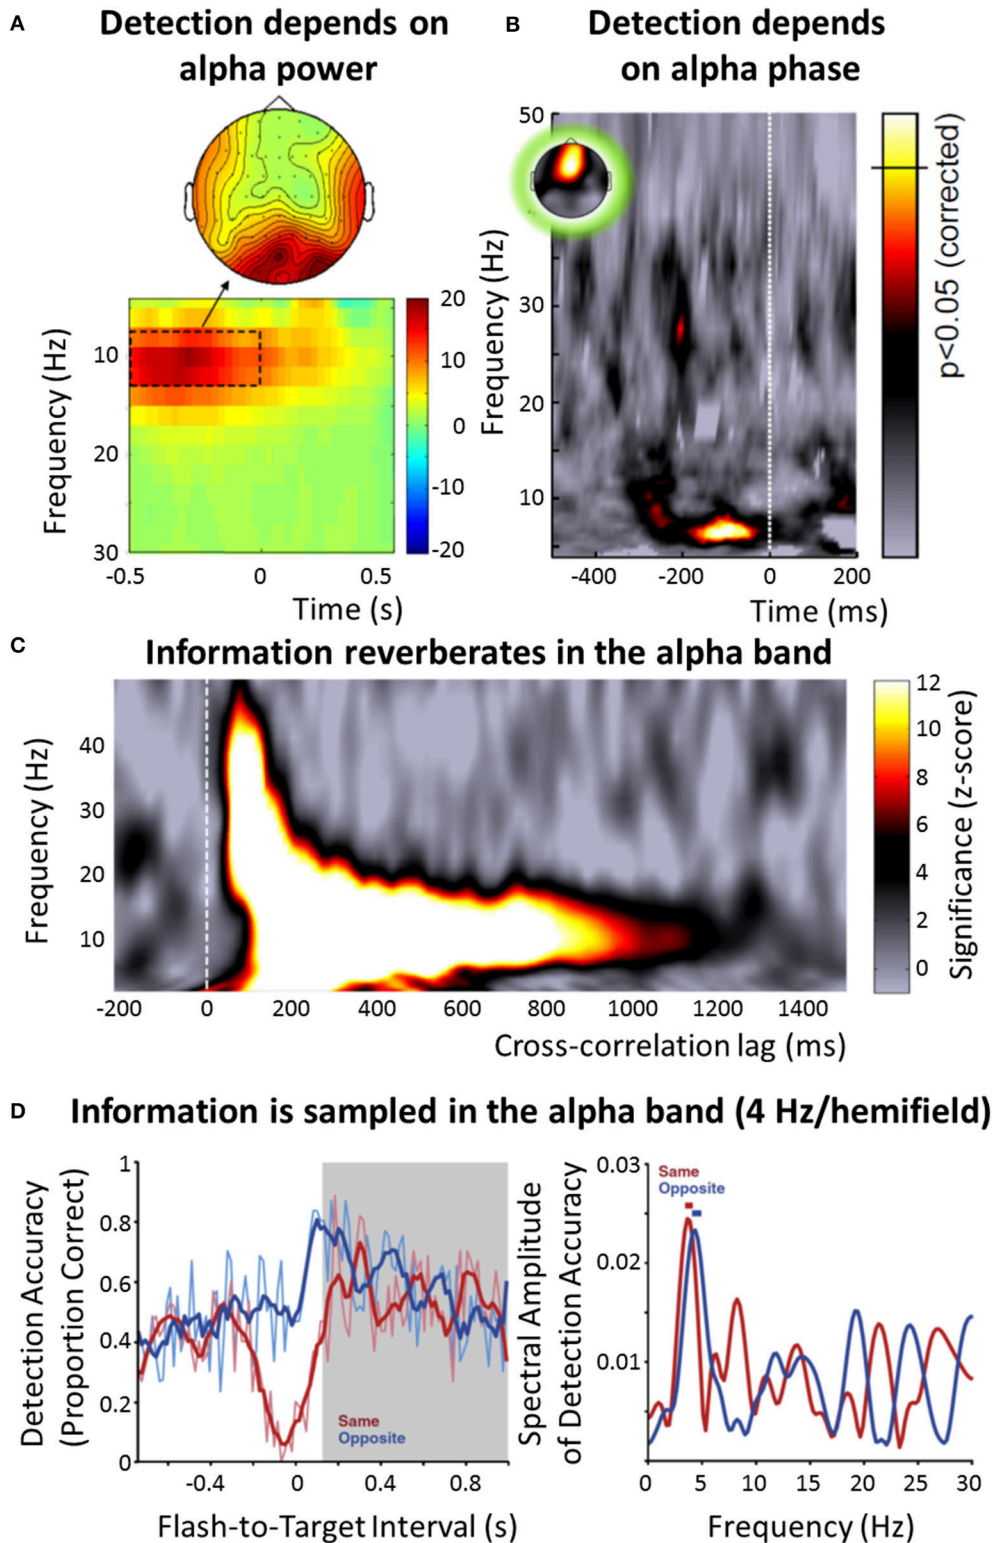 A
Detection depends on
alpha power
Frequency (Hz)
10
20
30
-0.5
0
0.5
Time (s)
20
10
0
-10
-20
B
Detection depends
on alpha phase
Frequency (Hz)
50
30
20
10
-400
-200
0
200
Time (ms)
p<0.05 (corrected)
C
Information reverberates in the alpha band
Frequency (Hz)
40
30
20
10
-200
0
200
400
600
800
1000
1200
1400
Cross-correlation lag (ms)
12
10
8
6
4
2
0
Significance (z-score)
D
Information is sampled in the alpha band (4 Hz/hemifield)
Detection Accuracy
(Proportion Correct)
1
0.8
0.6
0.4
0.2
0
-0.4
0
0.4
0.8
Same
Opposite
Flash-to-Target Interval (s)
Spectral Amplitude
of Detection Accuracy
0.03
0.02
0.01
0
5
10
15
20
25
30
Same
Opposite
Frequency (Hz)